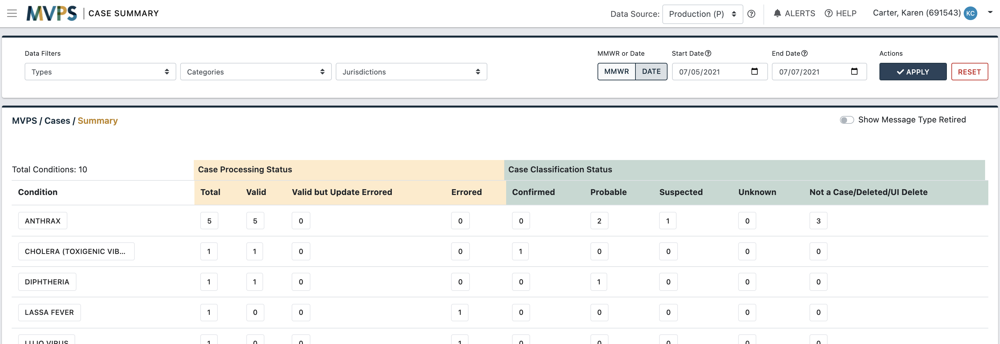 MVPS | CASE SUMMARY Data Source: Production (P) ALERTS HELP Carter, Karen (691543) KC
Data Filters MMWR or Date Start Date End Date Actions
Types Categories Jurisdictions MMWR DATE 07/05/2021 07/07/2021 APPLY RESET
MVPS / Cases / Summary Show Message Type Retired
Total Conditions: 10 Case Processing Status Case Classification Status
Condition Total Valid Valid but Update Errored Errored Confirmed Probable Suspected Unknown Not a Case/Deleted/UI Delete
ANTHRAX 5 5 0 0 0 2 1 0 3
CHOLERA (TOXIGENIC VIB... 1 1 0 0 1 0 0 0 0
DIPHTHERIA 1 1 0 0 0 1 0 0 0
LASSA FEVER 1 0 0 1 0 0 0 0 0
LUJO VIRUS 1 0 0 1 0 0 0 0 0